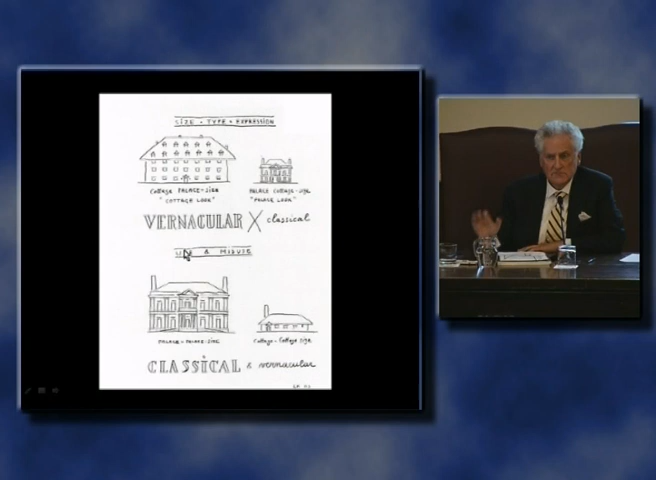 SIZE · TYPE · EXPRESSION
Cottage PALACE-size
PALACE Cottage-size
"COTTAGE LOOK"
"PALACE LOOK"
VERNACULAR X classical
& MISUSE
PALACE-PALACE-SIZE
Cottage-Cottage size
CLASSICAL & vernacular